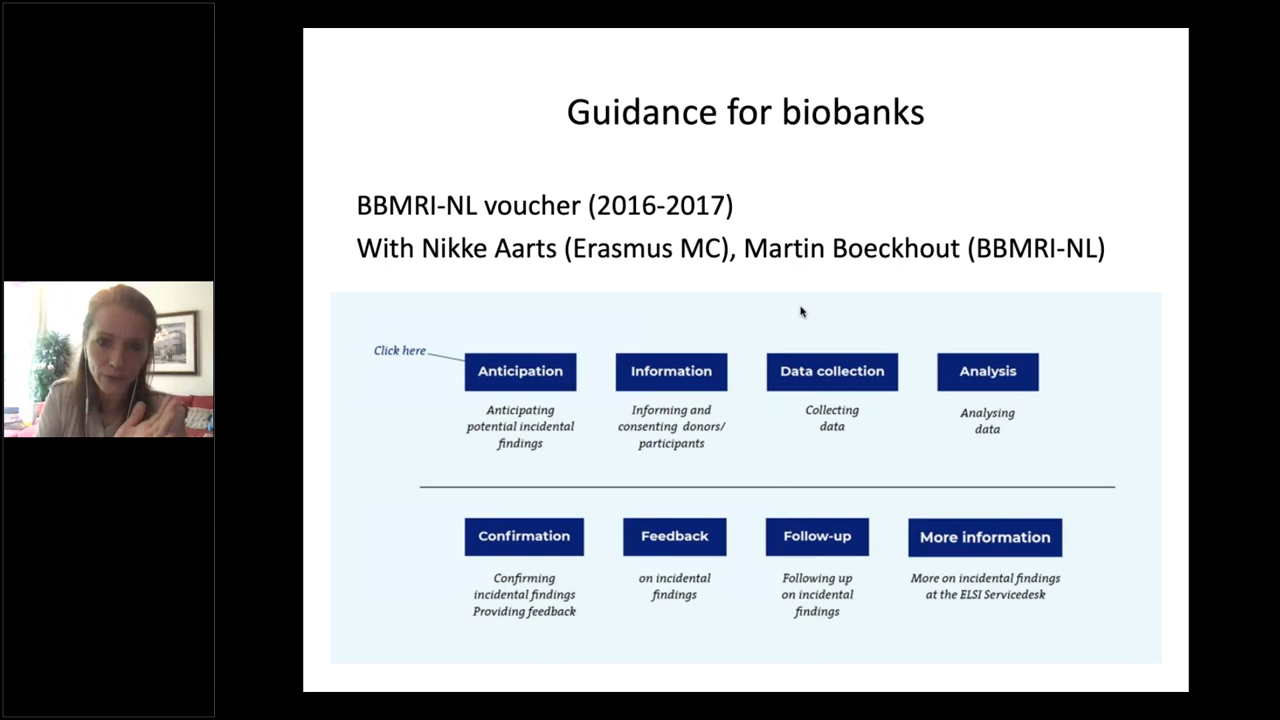 Guidance for biobanks
BBMRI-NL voucher (2016-2017)
With Nikke Aarts (Erasmus MC), Martin Boeckhout (BBMRI-NL)
Click here
Anticipation
Information
Data collection
Analysis
Anticipating
potential incidental
findings
Informing and
consenting donors/
participants
Collecting
data
Analysing
data
Confirmation
Feedback
Follow-up
More information
Confirming
incidental findings
Providing feedback
on incidental
findings
Following up
on incidental
findings
More on incidental findings
at the ELSI Servicedesk